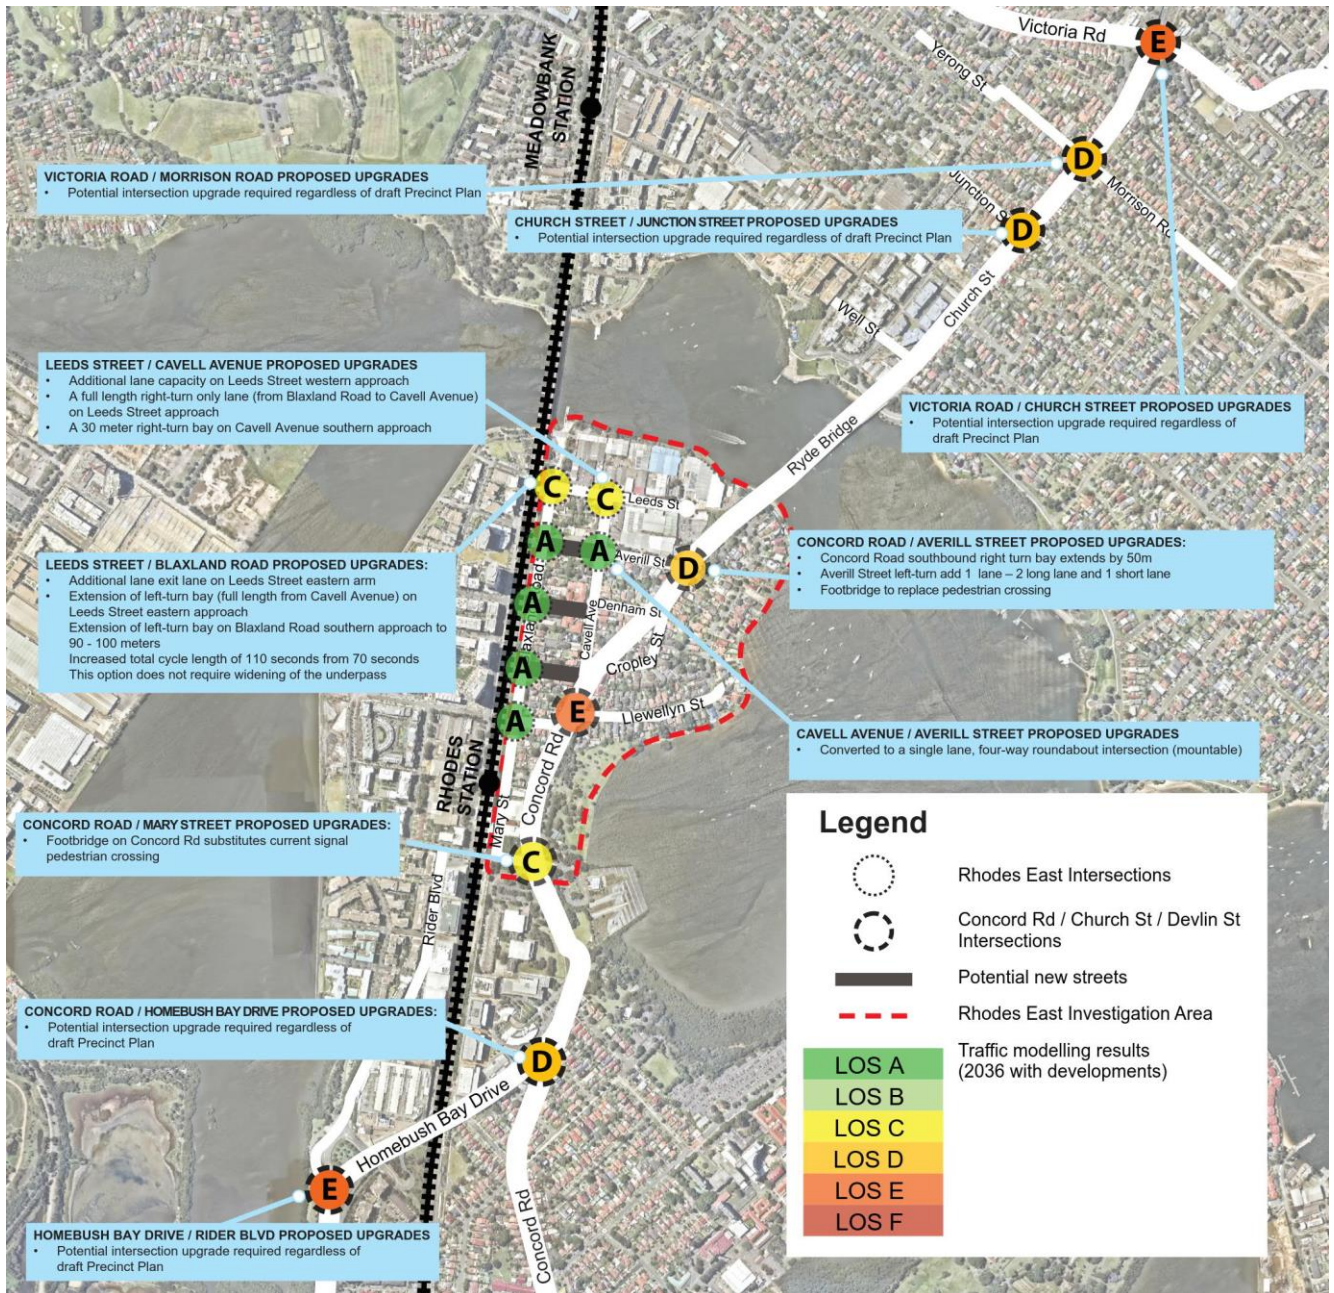 Victoria Rd
E
Yerong St
MEADOWBANK
STATION
D
VICTORIA ROAD / MORRISON ROAD PROPOSED UPGRADES
• Potential intersection upgrade required regardless of draft Precinct Plan
Junction S
Morrison Rd
CHURCH STREET / JUNCTION STREET PROPOSED UPGRADES
• Potential intersection upgrade required regardless of draft Precinct Plan
D
Church St
Well St
LEEDS STREET / CAVELL AVENUE PROPOSED UPGRADES
• Additional lane capacity on Leeds Street western approach
• A full length right-turn only lane (from Blaxland Road to Cavell Avenue)
on Leeds Street approach
• A 30 meter right-turn bay on Cavell Avenue southern approach
VICTORIA ROAD / CHURCH STREET PROPOSED UPGRADES
• Potential intersection upgrade required regardless of
draft Precinct Plan
Ryde Bridge
C
C
Leeds St
A
A
Averill St
D
CONCORD ROAD / AVERILL STREET PROPOSED UPGRADES:
• Concord Road southbound right turn bay extends by 50m
• Averill Street left-turn add 1 lane – 2 long lane and 1 short lane
• Footbridge to replace pedestrian crossing
LEEDS STREET / BLAXLAND ROAD PROPOSED UPGRADES:
• Additional lane exit lane on Leeds Street eastern arm
• Extension of left-turn bay (full length from Cavell Avenue) on
Leeds Street eastern approach
Extension of left-turn bay on Blaxland Road southern approach to
90 - 100 meters
Increased total cycle length of 110 seconds from 70 seconds
This option does not require widening of the underpass
A
Denham St
axla
oad
Cavell Ave
A
Cropley St
A
E
Llewellyn St
CAVELL AVENUE / AVERILL STREET PROPOSED UPGRADES
• Converted to a single lane, four-way roundabout intersection (mountable)
RHODES
STATION
Concord Rd
Mary St
CONCORD ROAD / MARY STREET PROPOSED UPGRADES:
• Footbridge on Concord Rd substitutes current signal
pedestrian crossing
C
Rider Blvd
Legend
Rhodes East Intersections
Concord Rd / Church St / Devlin St
Intersections
Potential new streets
Rhodes East Investigation Area
Traffic modelling results
(2036 with developments)
LOS A
LOS B
LOS C
LOS D
LOS E
LOS F
CONCORD ROAD / HOMEBUSH BAY DRIVE PROPOSED UPGRADES:
• Potential intersection upgrade required regardless of
draft Precinct Plan
D
Homebush Bay Drive
E
Concord Rd
HOMEBUSH BAY DRIVE / RIDER BLVD PROPOSED UPGRADES
• Potential intersection upgrade required regardless of
draft Precinct Plan